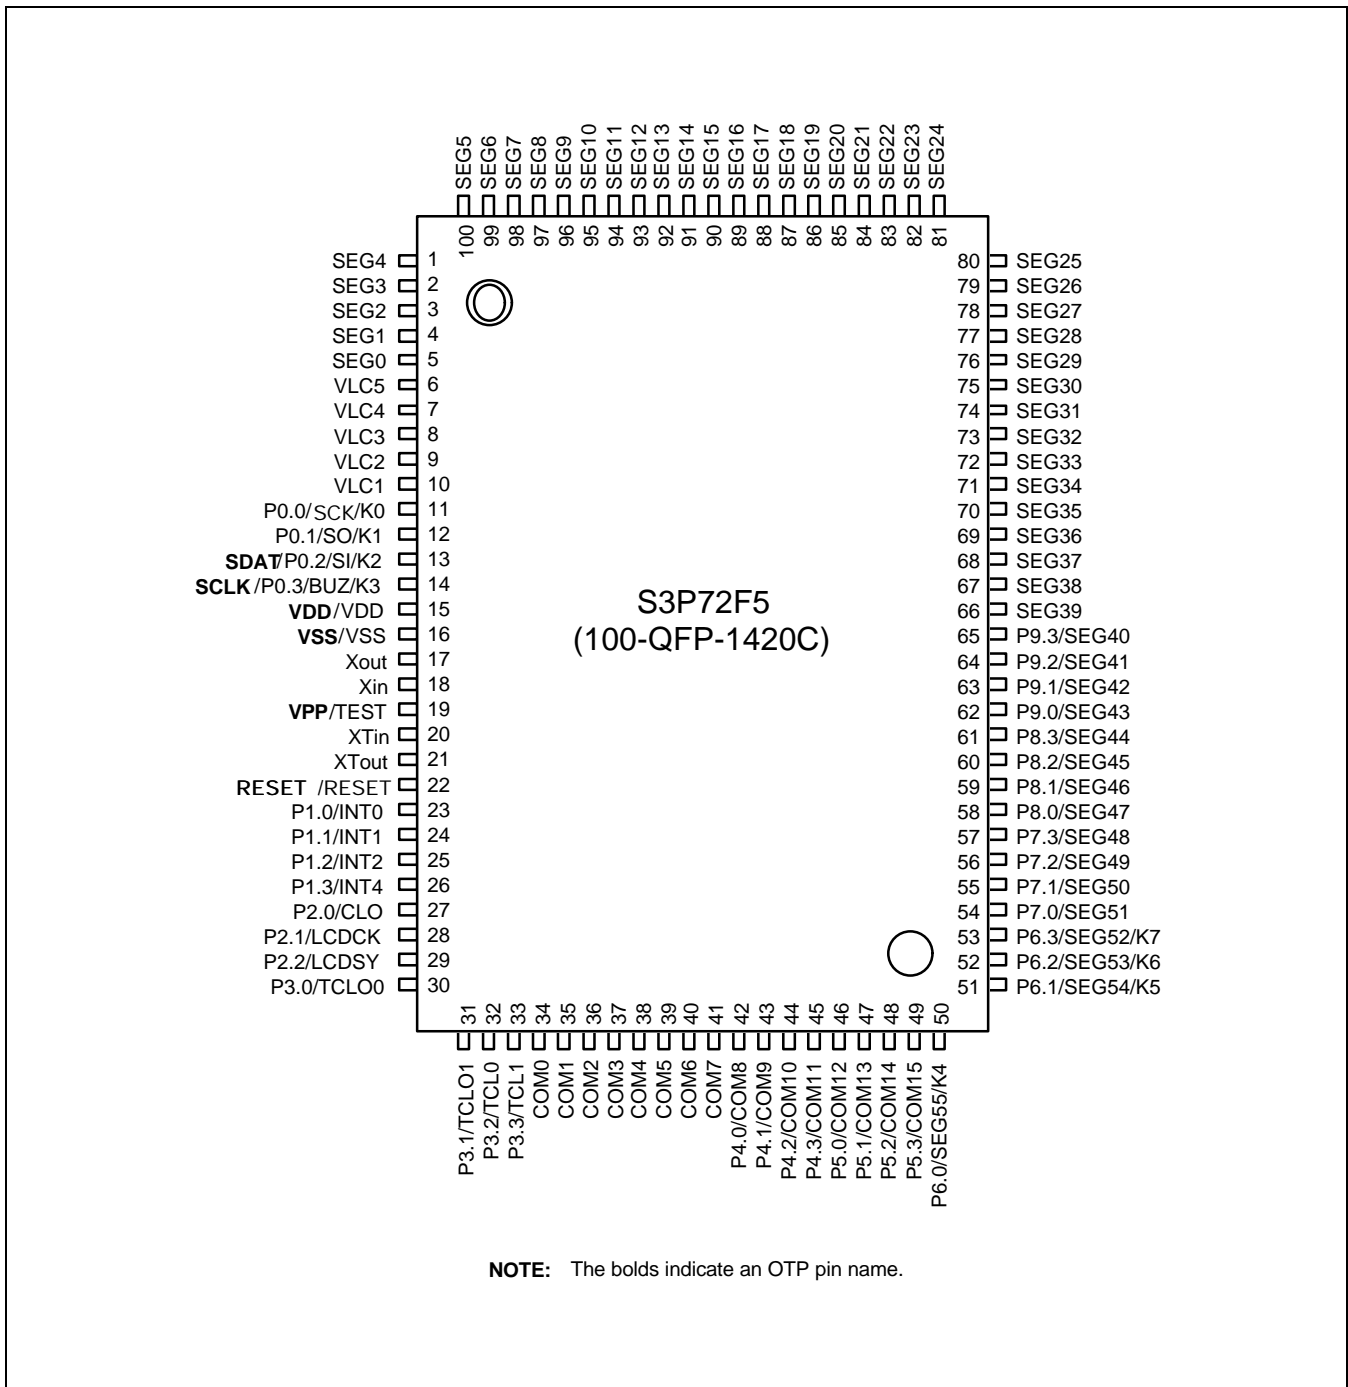 SEG5
SEG6
SEG7
SEG8
SEG9
SEG10
SEG11
SEG12
SEG13
SEG14
SEG15
SEG16
SEG17
SEG18
SEG19
SEG20
SEG21
SEG22
SEG23
SEG24
100
99
98
97
96
95
94
93
92
91
90
89
88
87
86
85
84
83
82
81
SEG4 1
SEG3 2
SEG2 3
SEG1 4
SEG0 5
VLC5 6
VLC4 7
VLC3 8
VLC2 9
VLC1 10
P0.0/SCK/K0 11
P0.1/SO/K1 12
SDAT/P0.2/SI/K2 13
SCLK /P0.3/BUZ/K3 14
VDD/VDD 15
VSS/VSS 16
Xout 17
Xin 18
VPP/TEST 19
XTin 20
XTout 21
RESET /RESET 22
P1.0/INT0 23
P1.1/INT1 24
P1.2/INT2 25
P1.3/INT4 26
P2.0/CLO 27
P2.1/LCDCK 28
P2.2/LCDSY 29
P3.0/TCLO0 30
S3P72F5
(100-QFP-1420C)
80 SEG25
79 SEG26
78 SEG27
77 SEG28
76 SEG29
75 SEG30
74 SEG31
73 SEG32
72 SEG33
71 SEG34
70 SEG35
69 SEG36
68 SEG37
67 SEG38
66 SEG39
65 P9.3/SEG40
64 P9.2/SEG41
63 P9.1/SEG42
62 P9.0/SEG43
61 P8.3/SEG44
60 P8.2/SEG45
59 P8.1/SEG46
58 P8.0/SEG47
57 P7.3/SEG48
56 P7.2/SEG49
55 P7.1/SEG50
54 P7.0/SEG51
53 P6.3/SEG52/K7
52 P6.2/SEG53/K6
51 P6.1/SEG54/K5
31
32
33
34
35
36
37
38
39
40
41
42
43
44
45
46
47
48
49
50
P3.1/TCLO1
P3.2/TCL0
P3.3/TCL1
COM0
COM1
COM2
COM3
COM4
COM5
COM6
COM7
P4.0/COM8
P4.1/COM9
P4.2/COM10
P4.3/COM11
P5.0/COM12
P5.1/COM13
P5.2/COM14
P5.3/COM15
P6.0/SEG55/K4
NOTE: The bolds indicate an OTP pin name.